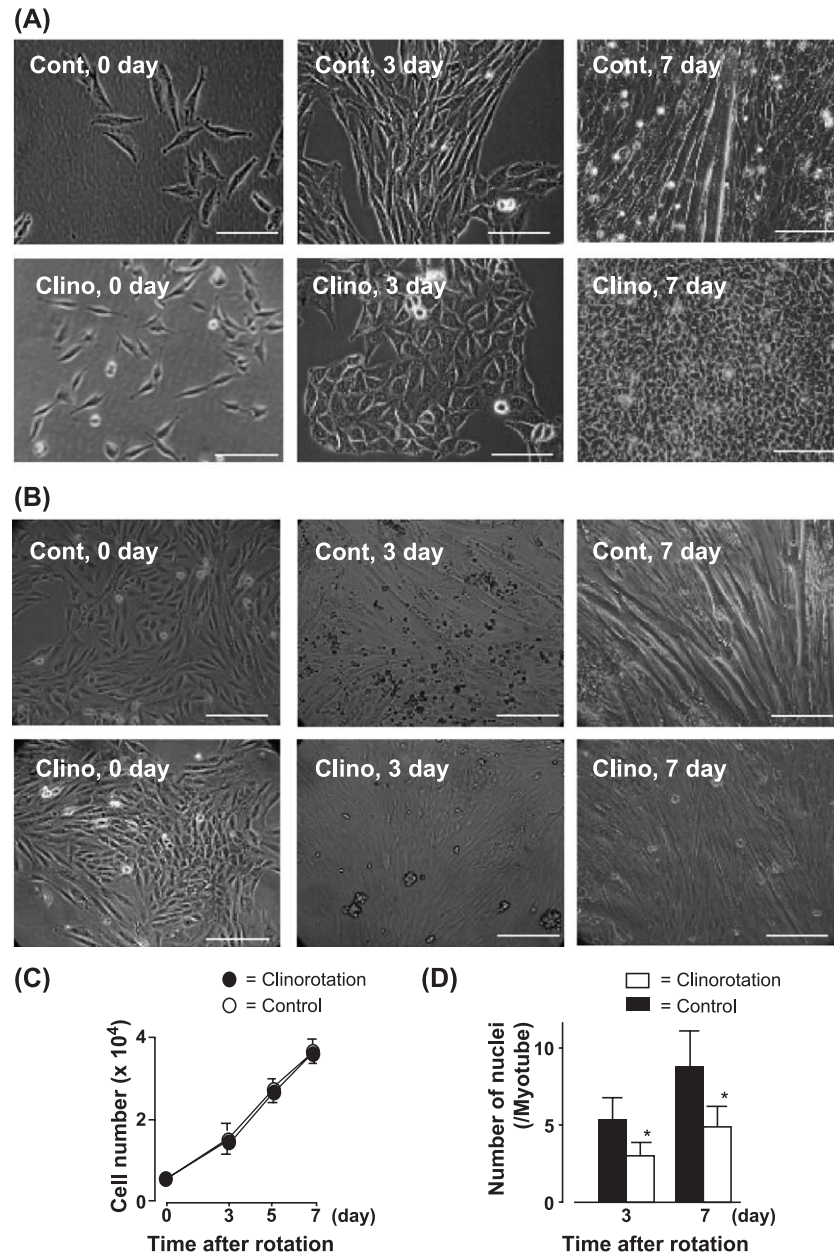 (A)
Cont, 0 day
Cont, 3 day
Cont, 7 day
Clino, 0 day
Clino, 3 day
Clino, 7 day
(B)
Cont, 0 day
Cont, 3 day
Cont, 7 day
Clino, 0 day
Clino, 3 day
Clino, 7 day
(C)
= Clinorotation
= Control
Cell number (x 10⁴)
4
2
0
0 3 5 7 (day)
Time after rotation
(D)
= Clinorotation
= Control
Number of nuclei
(/Myotube)
10
5
0
*
*
3 7 (day)
Time after rotation